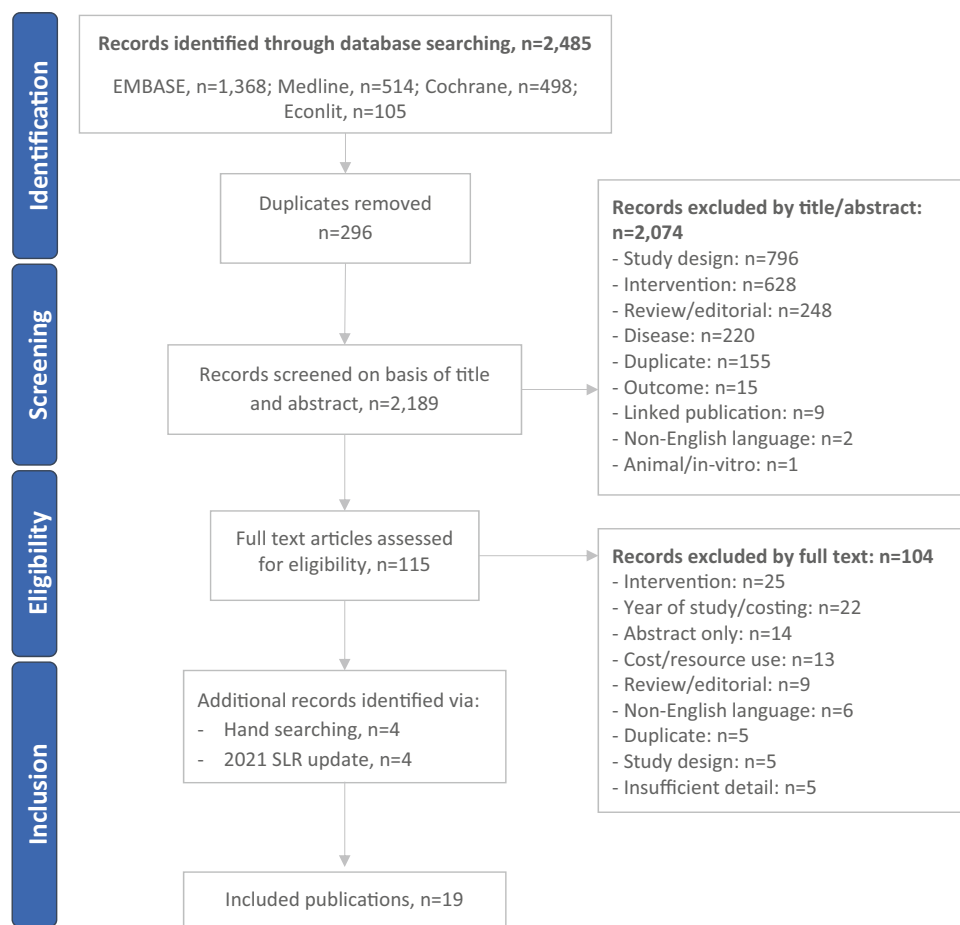 Identification
Records identified through database searching, n=2,485
EMBASE, n=1,368; Medline, n=514; Cochrane, n=498;
Econlit, n=105
Duplicates removed
n=296
Screening
Records screened on basis of title
and abstract, n=2,189
Records excluded by title/abstract:
n=2,074
- Study design: n=796
- Intervention: n=628
- Review/editorial: n=248
- Disease: n=220
- Duplicate: n=155
- Outcome: n=15
- Linked publication: n=9
- Non-English language: n=2
- Animal/in-vitro: n=1
Eligibility
Full text articles assessed
for eligibility, n=115
Records excluded by full text: n=104
- Intervention: n=25
- Year of study/costing: n=22
- Abstract only: n=14
- Cost/resource use: n=13
- Review/editorial: n=9
- Non-English language: n=6
- Duplicate: n=5
- Study design: n=5
- Insufficient detail: n=5
Inclusion
Additional records identified via:
- Hand searching, n=4
- 2021 SLR update, n=4
Included publications, n=19